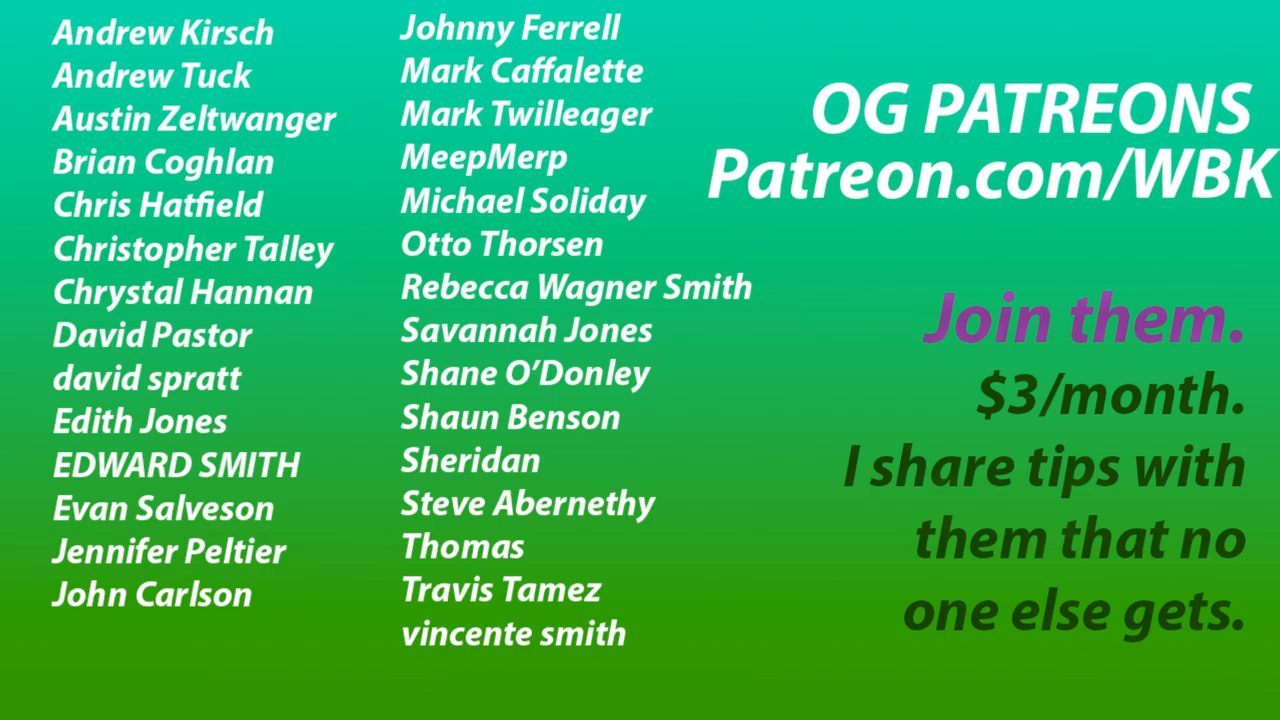 Andrew Kirsch
Andrew Tuck
Austin Zeltwanger
Brian Coghlan
Chris Hatfield
Christopher Talley
Chrystal Hannan
David Pastor
david spratt
Edith Jones
EDWARD SMITH
Evan Salveson
Jennifer Peltier
John Carlson
Johnny Ferrell
Mark Caffalette
Mark Twilleager
MeepMerp
Michael Soliday
Otto Thorsen
Rebecca Wagner Smith
Savannah Jones
Shane O’Donley
Shaun Benson
Sheridan
Steve Abernethy
Thomas
Travis Tamez
vincente smith
OG PATREONS
Patreon.com/WBK
Join them.
$3/month.
I share tips with
them that no
one else gets.